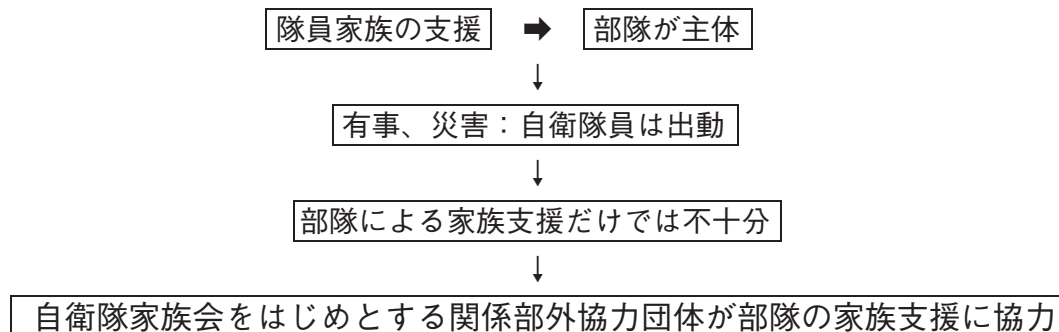 隊員家族の支援 ➡ 部隊が主体
↓
有事、災害：自衛隊員は出動
↓
部隊による家族支援だけでは不十分
↓
自衛隊家族会をはじめとする関係部外協力団体が部隊の家族支援に協力